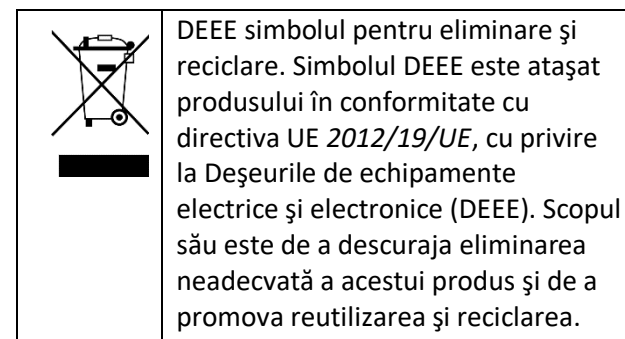 DEEE simbolul pentru eliminare şi
reciclare. Simbolul DEEE este ataşat
produsului în conformitate cu
directiva UE 2012/19/UE, cu privire
la Deşeurile de echipamente
electrice şi electronice (DEEE). Scopul
său este de a descuraja eliminarea
neadecvată a acestui produs şi de a
promova reutilizarea şi reciclarea.